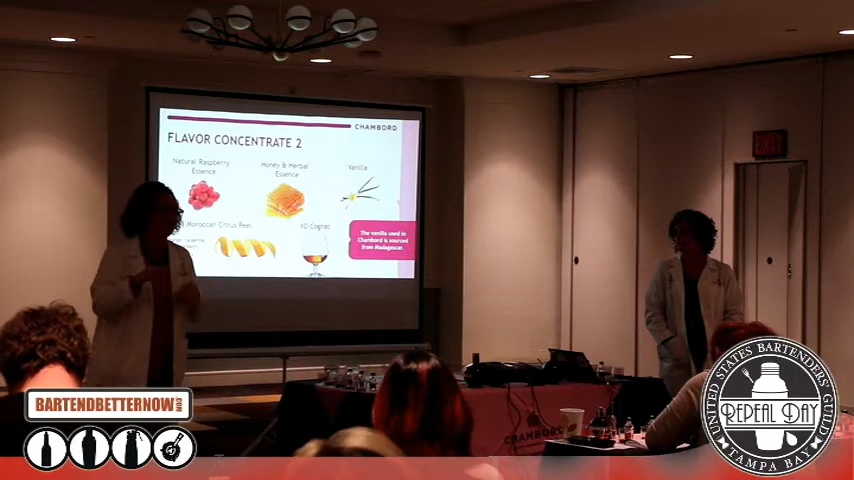 CHAMBORD
FLAVOR CONCENTRATE 2
Natural Raspberry
Essence
Honey & Herbal
Essence
Vanilla
Moroccan Citrus Peel
XO Cognac
The vanilla used in
Chambord is sourced
from Madagascar.
EXIT
CHAMBORD
BARTENDBETTERNOW.COM
UNITED STATES BARTENDERS' GUILD
REPEAL DAY
TAMPA BAY